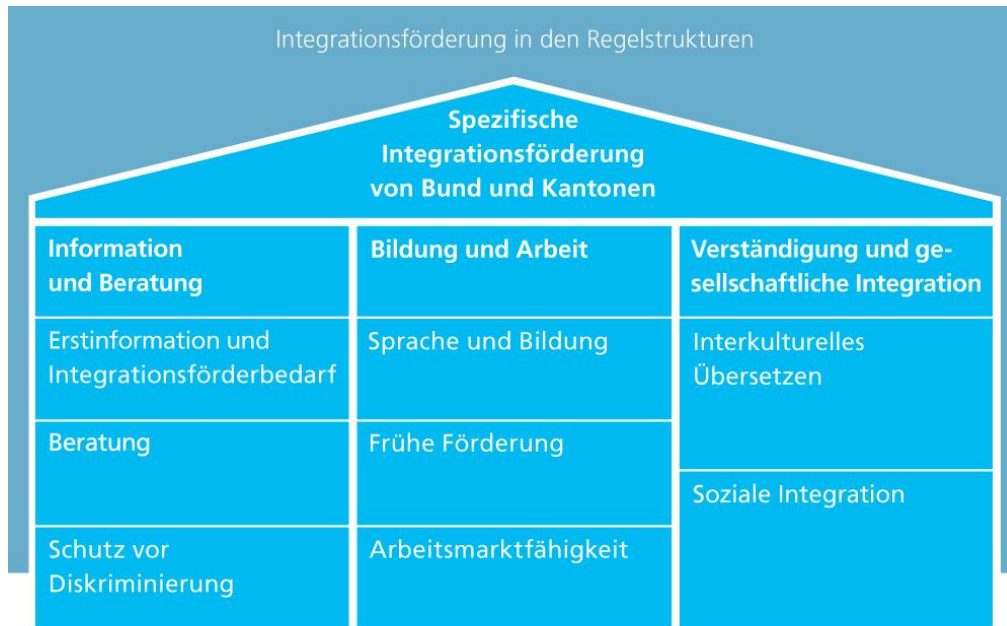 Integrationsförderung in den Regelstrukturen
Spezifische
Integrationsförderung
von Bund und Kantonen
Information
und Beratung
Erstinformation und
Integrationsförderbedarf
Beratung
Schutz vor
Diskriminierung
Bildung und Arbeit
Sprache und Bildung
Frühe Förderung
Arbeitsmarktfähigkeit
Verständigung und ge-
sellschaftliche Integration
Interkulturelles
Übersetzen
Soziale Integration